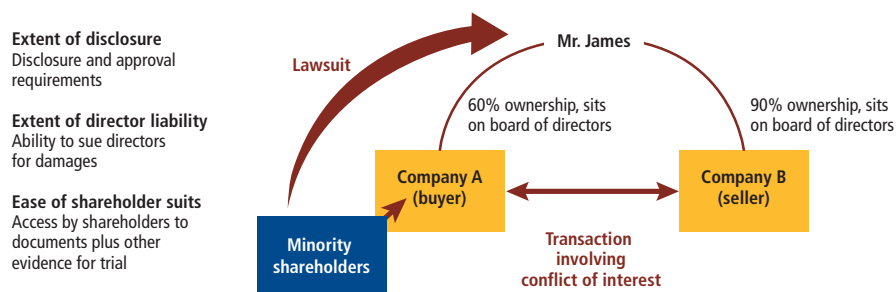 Extent of disclosure
Disclosure and approval
requirements
Extent of director liability
Ability to sue directors
for damages
Ease of shareholder suits
Access by shareholders to
documents plus other
evidence for trial
Lawsuit
Mr. James
60% ownership, sits
on board of directors
90% ownership, sits
on board of directors
Company A
(buyer)
Company B
(seller)
Minority
shareholders
Transaction
involving
conflict of interest